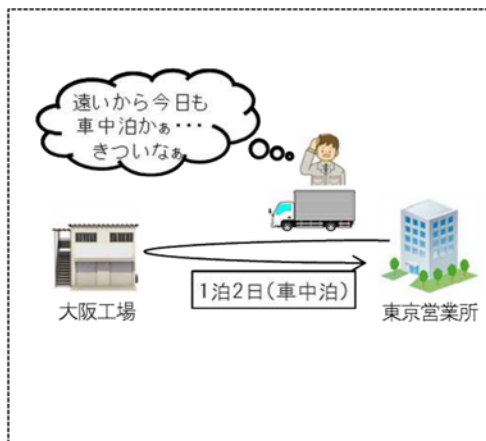 遠いから今日も
車中泊かぁ・・・
きついなぁ
大阪工場
1泊2日(車中泊)
東京営業所